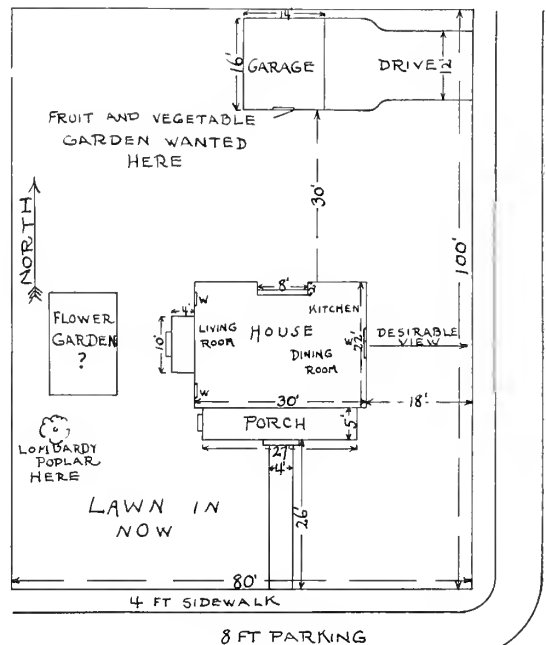 14'
16'
GARAGE
DRIVE
12'
FRUIT AND VEGETABLE
GARDEN WANTED
HERE
30'
NORTH
100'
8'
4'
W
KITCHEN
FLOWER
GARDEN
?
10'
LIVING
ROOM
HOUSE
DINING
ROOM
W
22'
DESIRABLE
VIEW
W
30'
18'
PORCH
5'
LOMBARDY
POPLAR
HERE
27'
4'
LAWN IN
NOW
26'
80'
4 FT SIDEWALK
8 FT PARKING